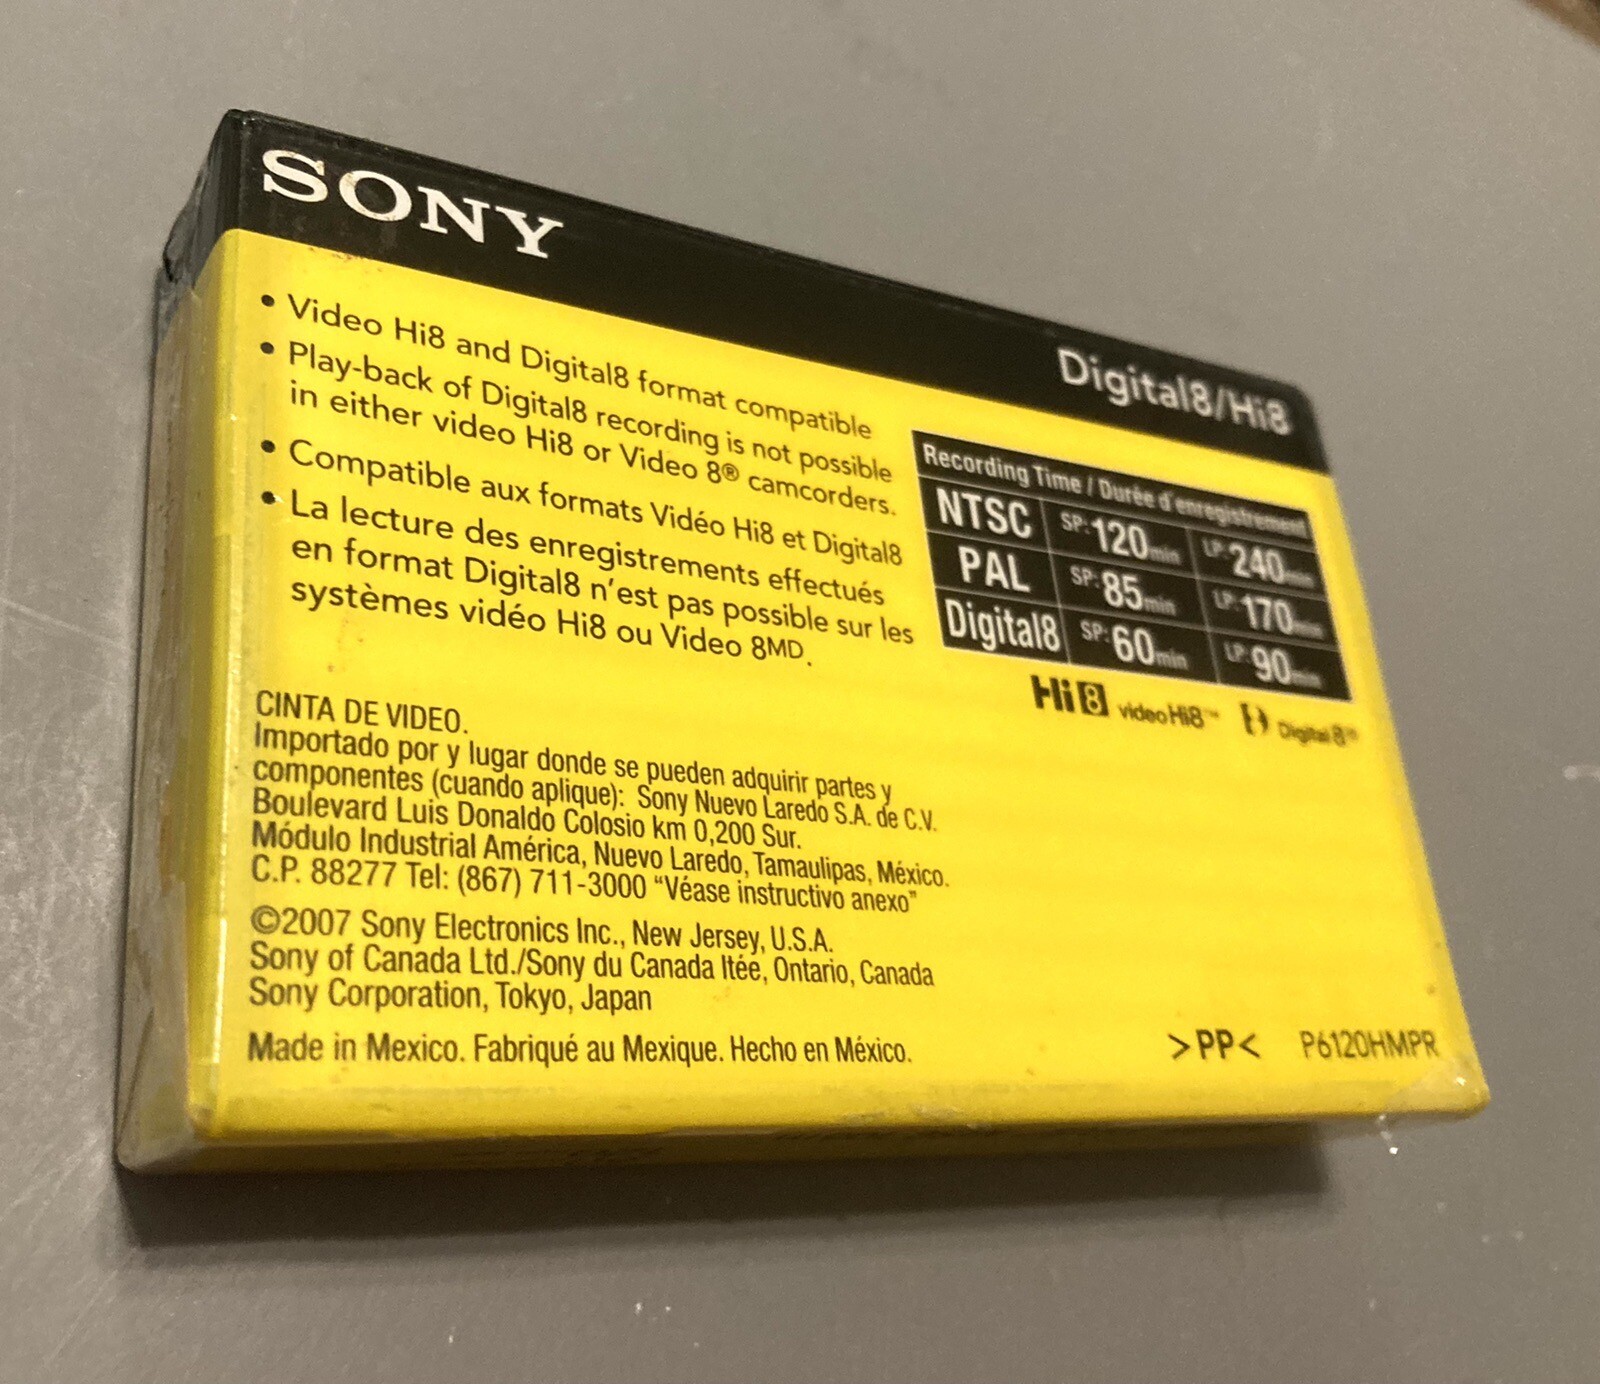 SONY
Digital8/Hi8
• Video Hi8 and Digital8 format compatible
• Play-back of Digital8 recording is not possible
in either video Hi8 or Video 8® camcorders.
• Compatible aux formats Vidéo Hi8 et Digital8
• La lecture des enregistrements effectués
en format Digital8 n'est pas possible sur les
systèmes vidéo Hi8 ou Video 8MD.
Recording Time / Durée d'enregistrement
NTSC SP: 120min LP: 240min
PAL SP: 85min LP: 170min
Digital8 SP: 60min LP: 90min
Hi8 video Hi8™ Digital 8
CINTA DE VIDEO.
Importado por y lugar donde se pueden adquirir partes y
componentes (cuando aplique): Sony Nuevo Laredo S.A. de C.V.
Boulevard Luis Donaldo Colosio km 0,200 Sur.
Módulo Industrial América, Nuevo Laredo, Tamaulipas, México.
C.P. 88277 Tel: (867) 711-3000 “Véase instructivo anexo”
©2007 Sony Electronics Inc., New Jersey, U.S.A.
Sony of Canada Ltd./Sony du Canada ltée, Ontario, Canada
Sony Corporation, Tokyo, Japan
Made in Mexico. Fabriqué au Mexique. Hecho en México.
>PP< P6120HMPR